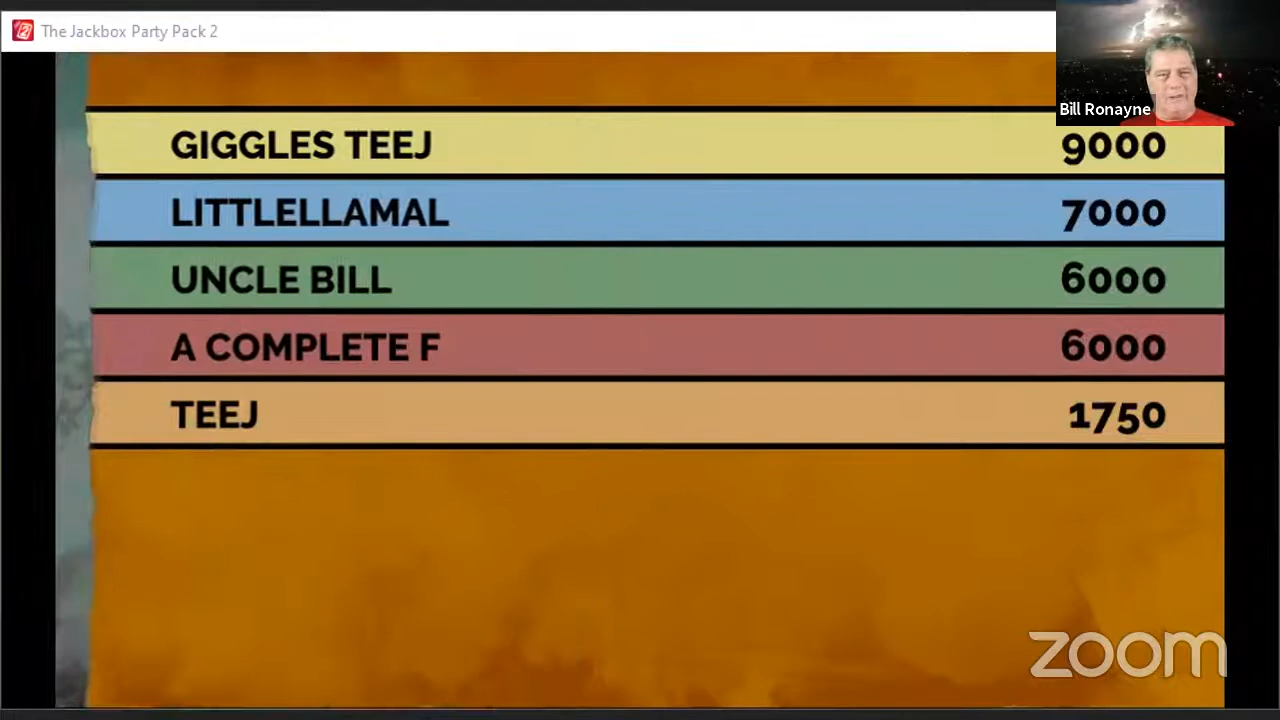 The Jackbox Party Pack 2
Bill Ronayne
GIGGLES TEEJ 9000
LITTLELLAMAL 7000
UNCLE BILL 6000
A COMPLETE F 6000
TEEJ 1750
zoom